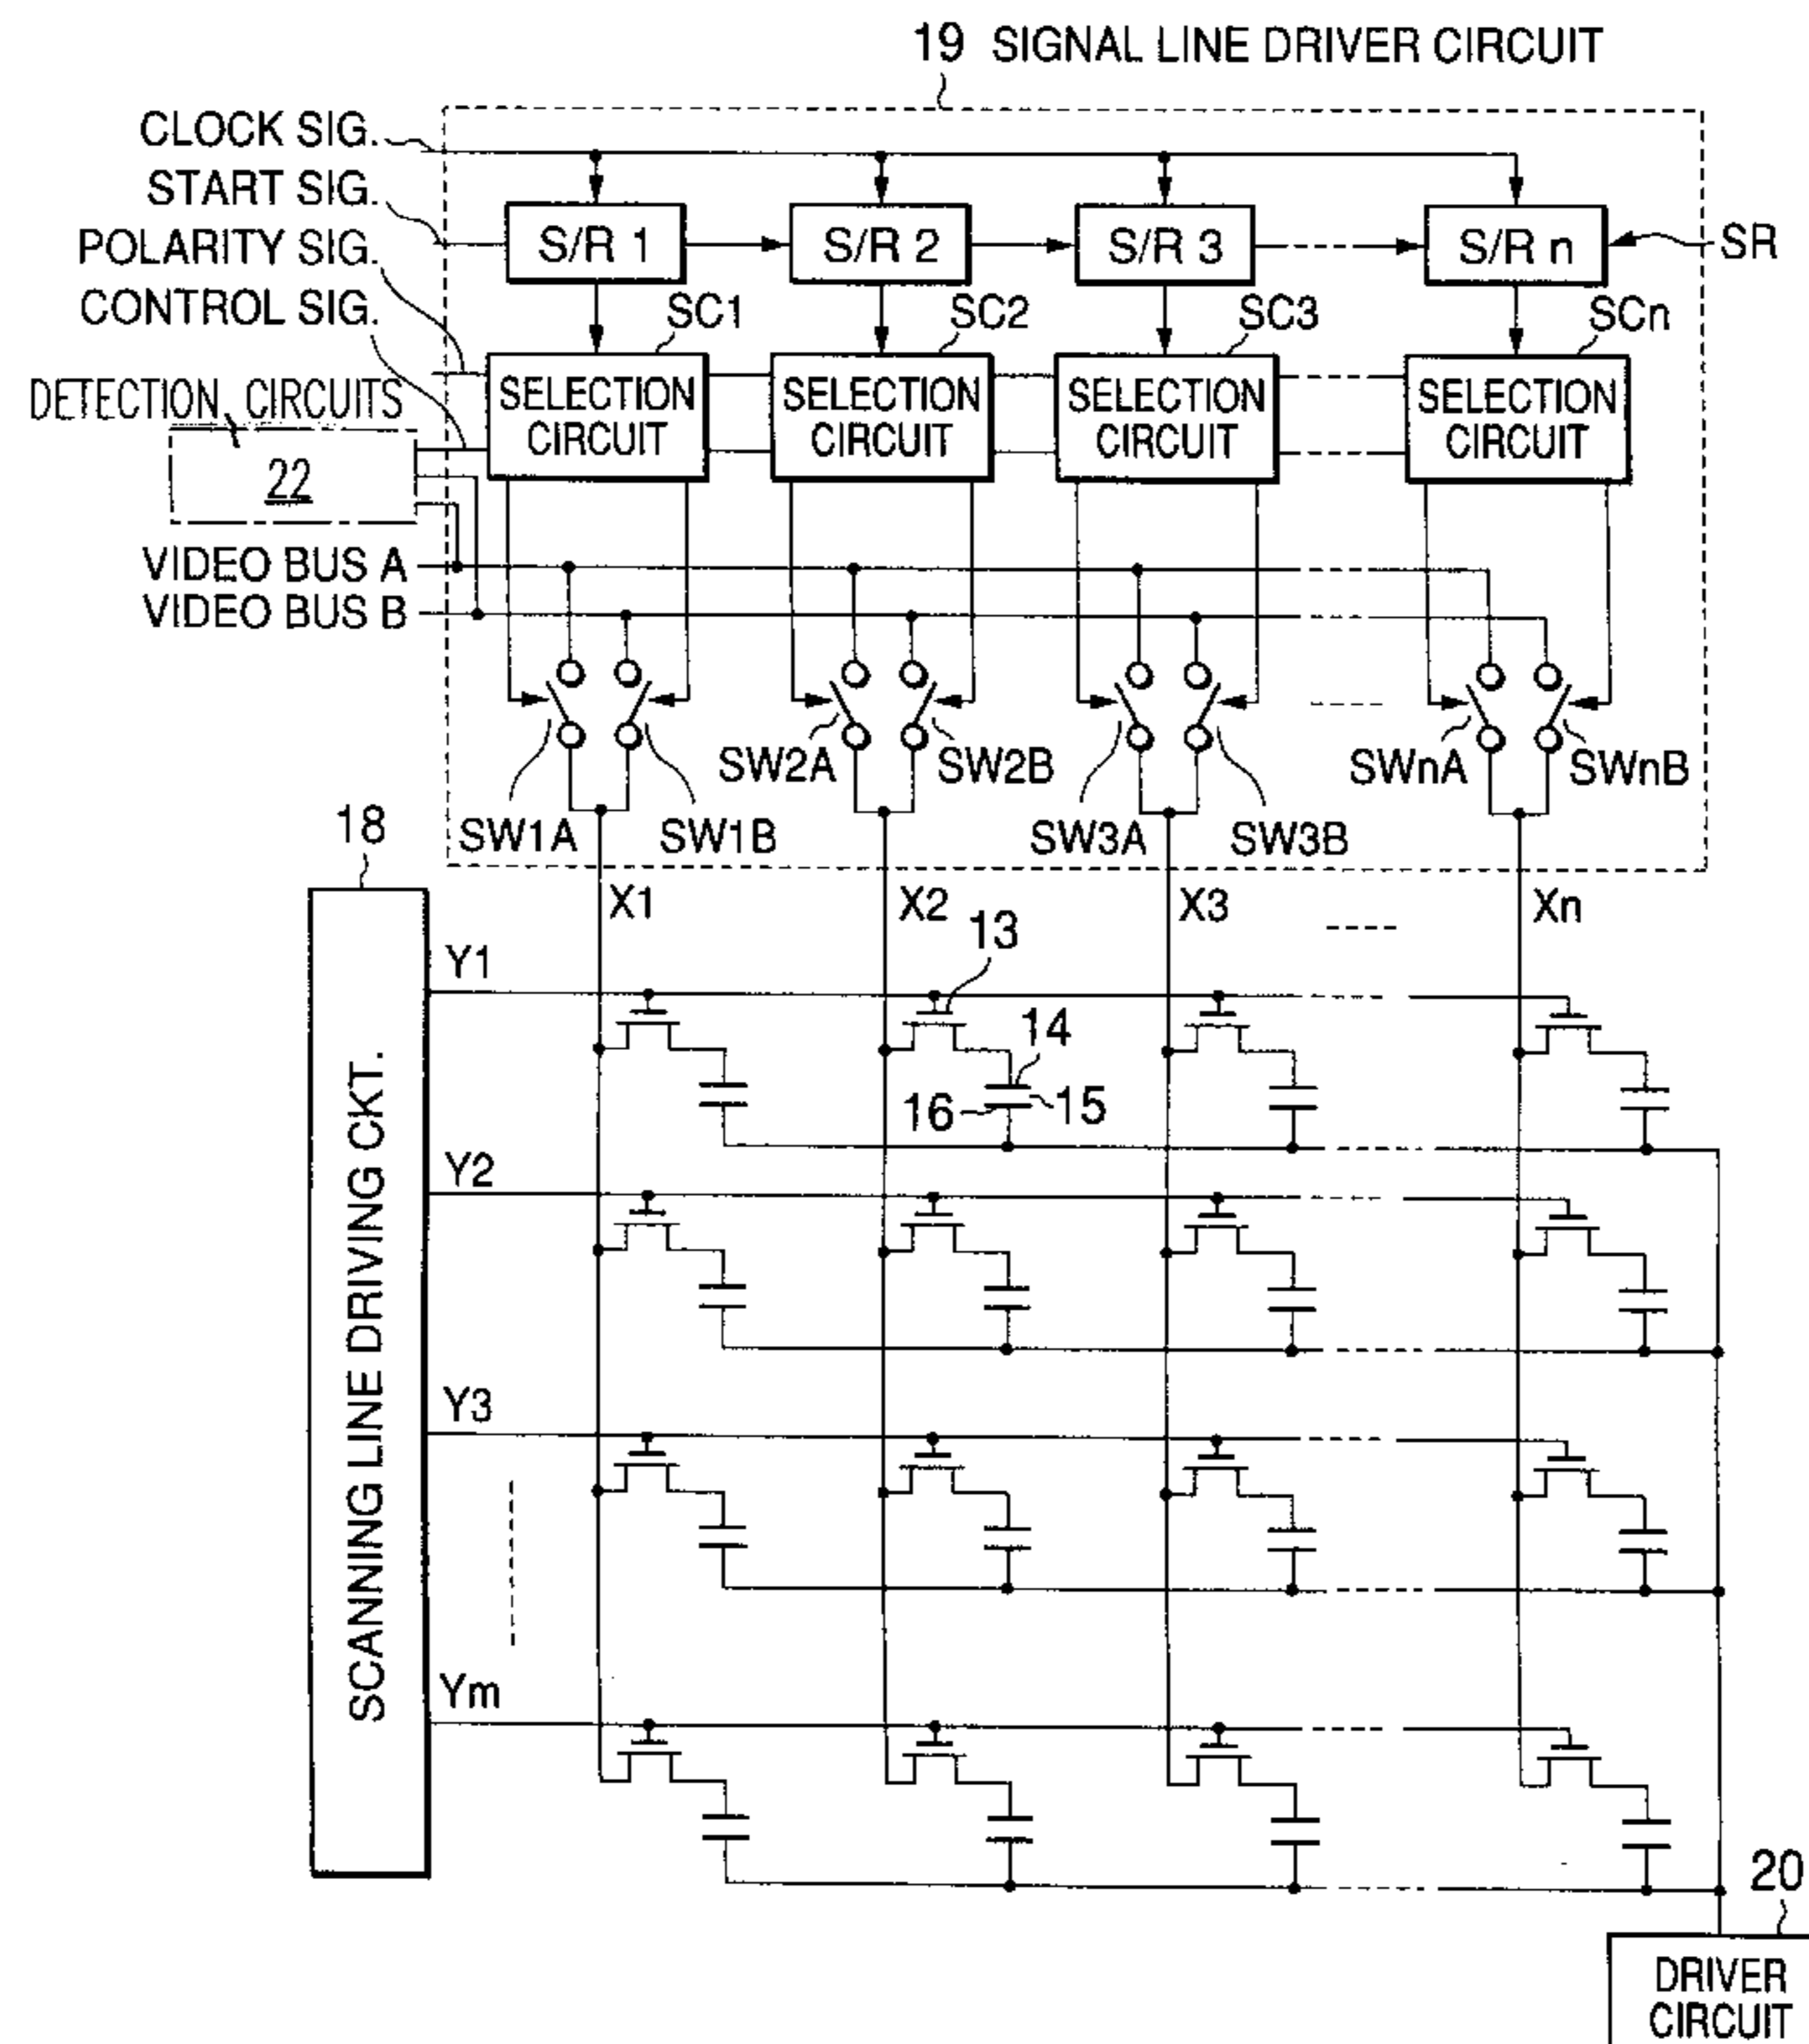 19 SIGNAL LINE DRIVER CIRCUIT
CLOCK SIG.
START SIG.
POLARITY SIG.
CONTROL SIG.
S/R 1
S/R 2
S/R 3
S/R n
SR
SC1
SC2
SC3
SCn
DETECTION CIRCUITS
22
SELECTION
CIRCUIT
SELECTION
CIRCUIT
SELECTION
CIRCUIT
SELECTION
CIRCUIT
VIDEO BUS A
VIDEO BUS B
SW1A
SW1B
SW2A
SW2B
SW3A
SW3B
SWnA
SWnB
18
SCANNING LINE DRIVING CKT.
X1
X2
X3
Xn
Y1
13
14
15
16
Y2
Y3
Ym
20
DRIVER
CIRCUIT